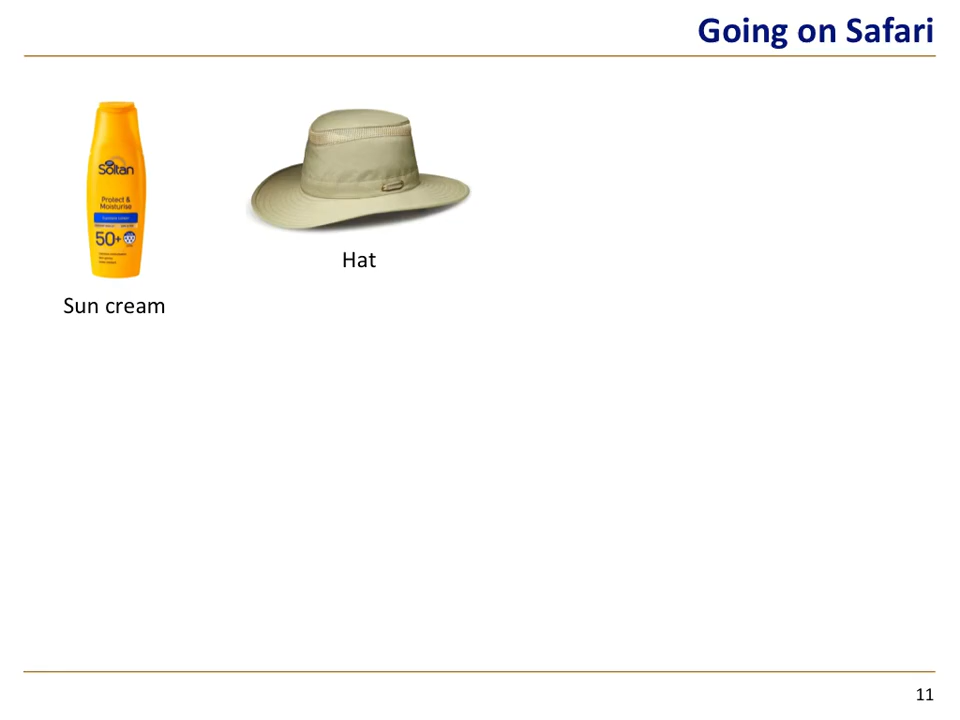 Going on Safari
Soltan
Protect &
Moisturise
50+
Hat
Sun cream
11